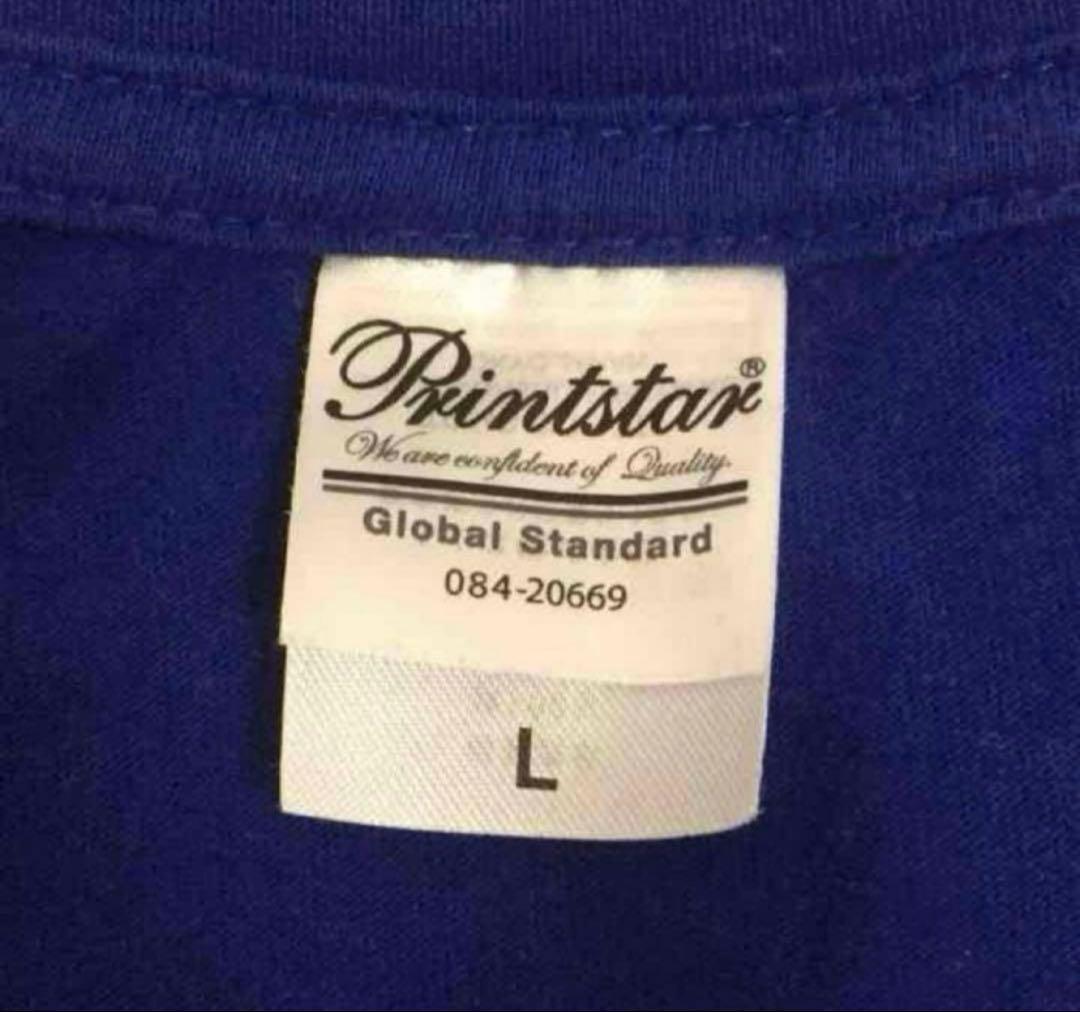 Printstar®
We are confident of Quality.
Global Standard
084-20669
L